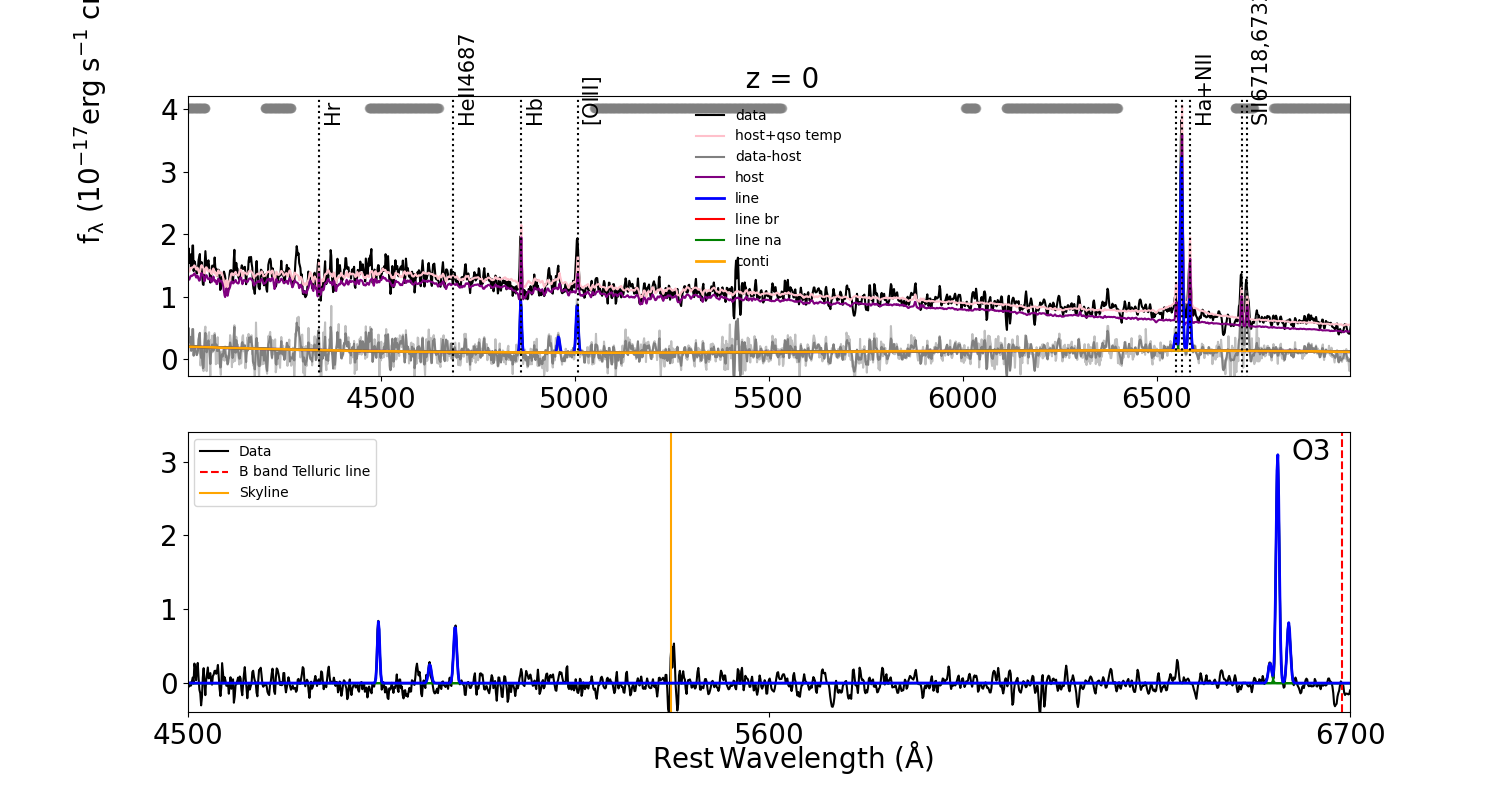 z = 0
f_λ (10^{-17} erg s^{-1}
4
3
2
1
0
Hr
HeII4687
Hb
[OIII]
Ha+NII
SII6718,673
data
host+qso temp
data-host
host
line
line br
line na
conti
4500 5000 5500 6000 6500
Data
B band Telluric line
Skyline
O3
3
2
1
0
4500 5600 6700
Rest Wavelength (Å)